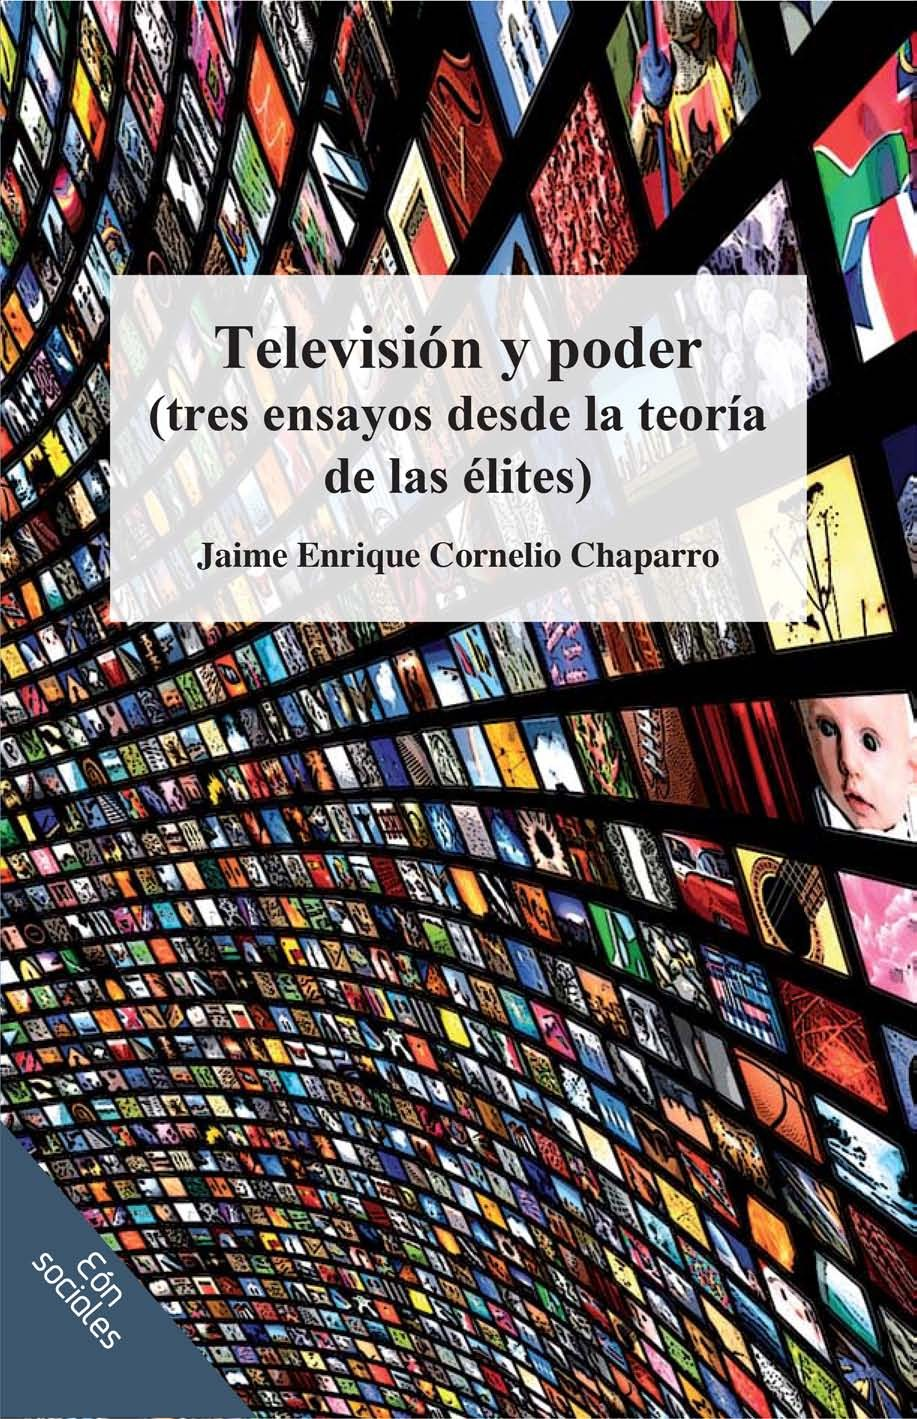 Televisión y poder
(tres ensayos desde la teoría
de las élites)
Jaime Enrique Cornelio Chaparro
Eón
sociales